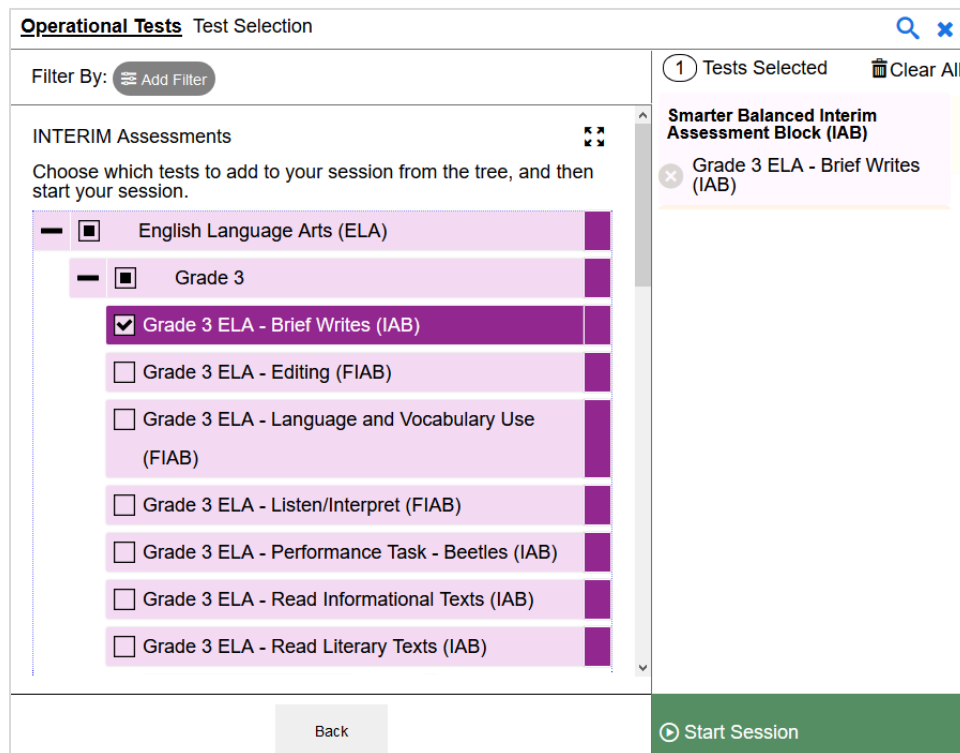 Operational Tests Test Selection
Filter By: Add Filter
INTERIM Assessments
Choose which tests to add to your session from the tree, and then
start your session.
English Language Arts (ELA)
Grade 3
Grade 3 ELA - Brief Writes (IAB)
Grade 3 ELA - Editing (FIAB)
Grade 3 ELA - Language and Vocabulary Use
(FIAB)
Grade 3 ELA - Listen/Interpret (FIAB)
Grade 3 ELA - Performance Task - Beetles (IAB)
Grade 3 ELA - Read Informational Texts (IAB)
Grade 3 ELA - Read Literary Texts (IAB)
Back
1 Tests Selected Clear All
Smarter Balanced Interim
Assessment Block (IAB)
Grade 3 ELA - Brief Writes
(IAB)
Start Session